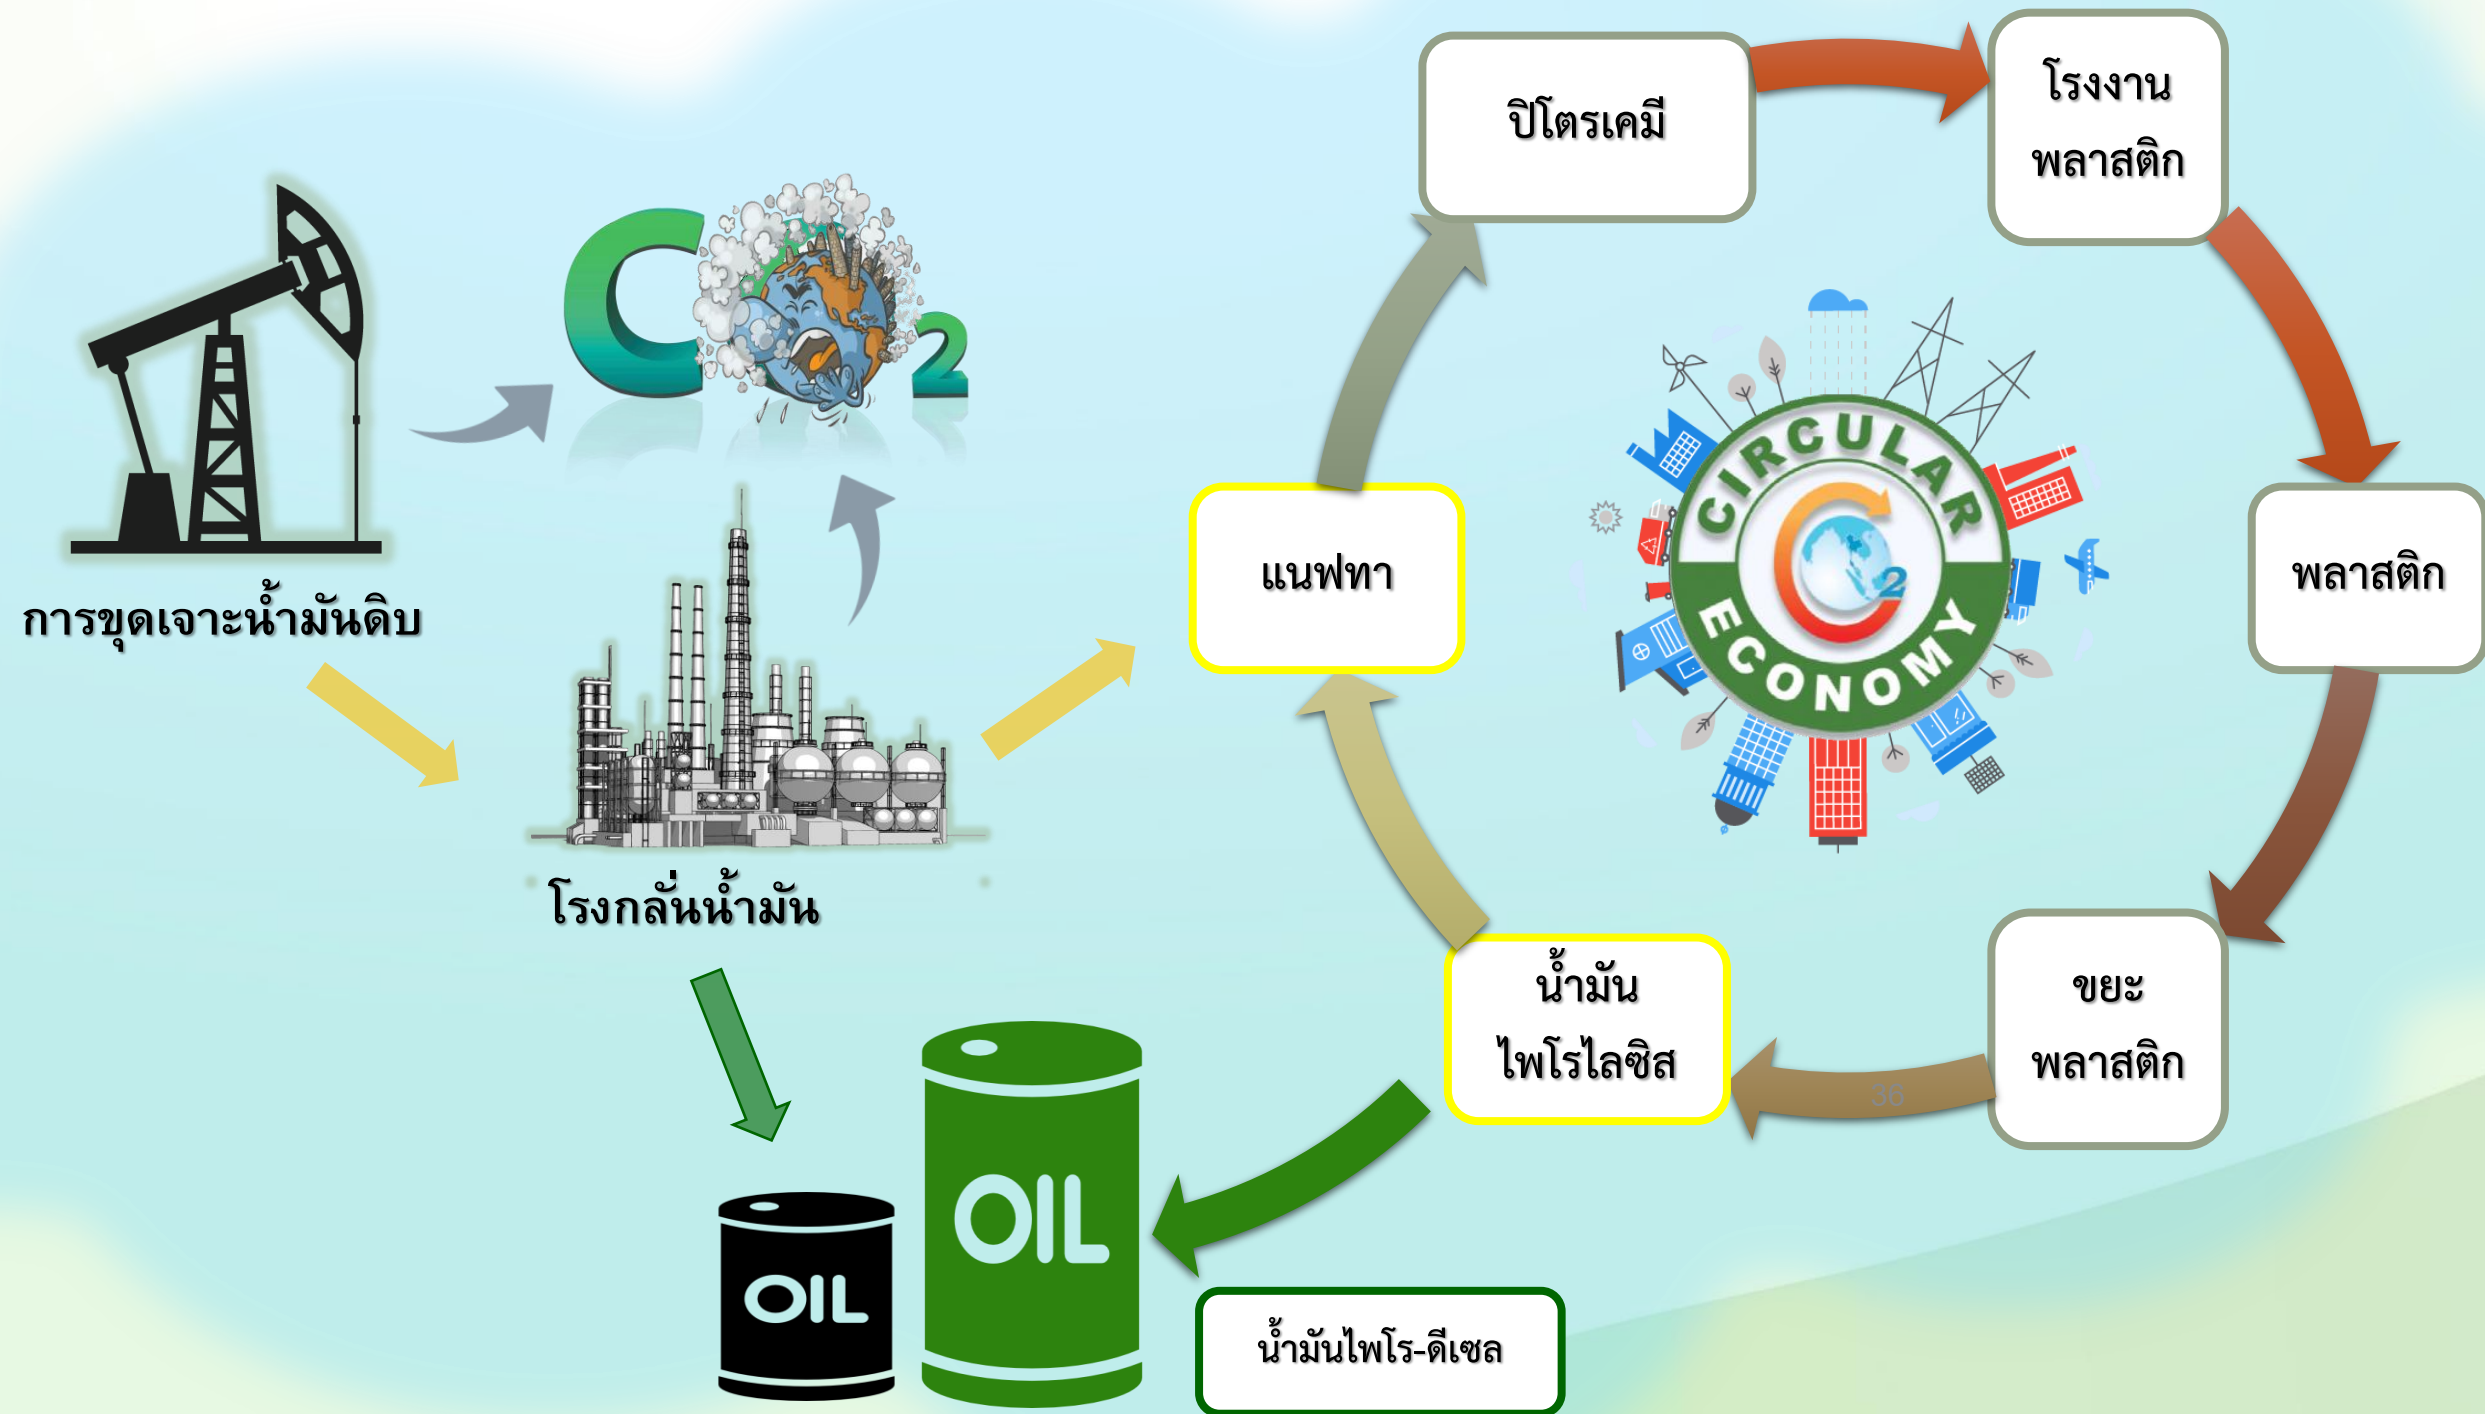 ปิโตรเคมี
โรงงาน
พลาสติก
CO2
การขุดเจาะน้ำมันดิบ
แนฟทา
CIRCULAR
C2
ECONOMY
พลาสติก
โรงกลั่นน้ำมัน
น้ำมัน
ไพโรไลซิส
ขยะ
พลาสติก
36
OIL
OIL
น้ำมันไพโร-ดีเซล